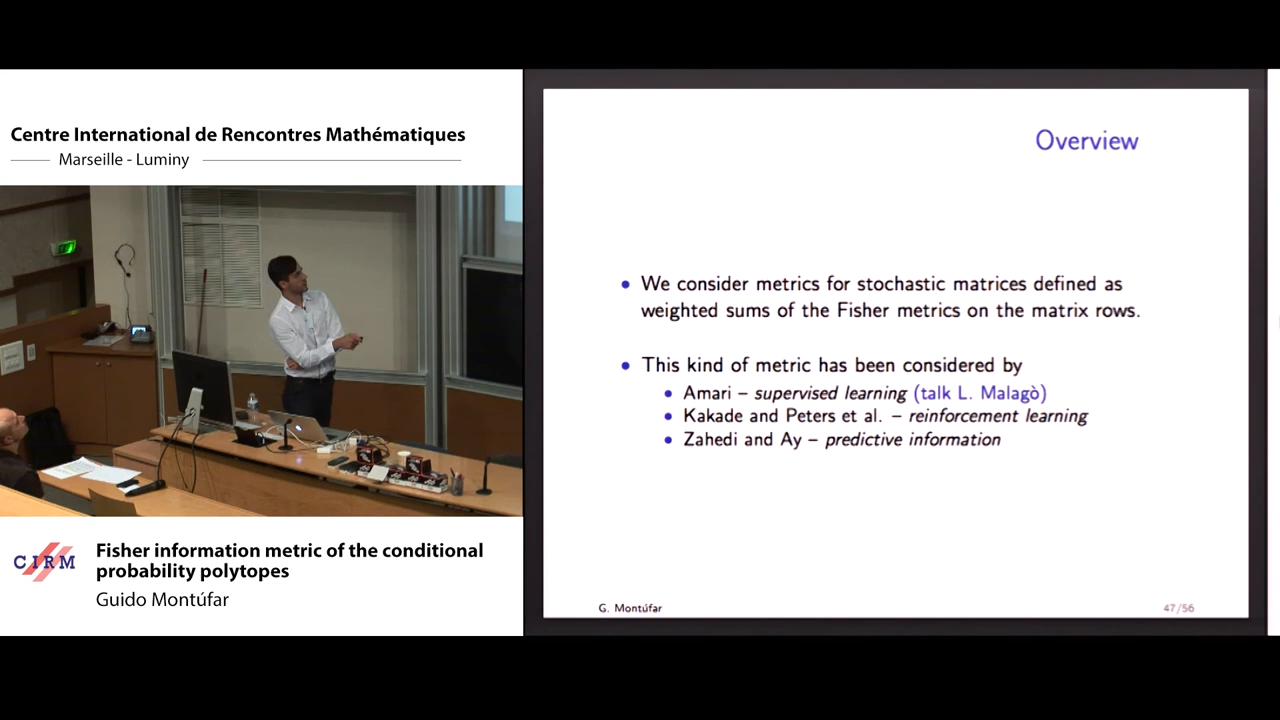 Centre International de Rencontres Mathématiques
Marseille - Luminy
CIRM
Fisher information metric of the conditional
probability polytopes
Guido Montúfar
Overview
• We consider metrics for stochastic matrices defined as
weighted sums of the Fisher metrics on the matrix rows.
• This kind of metric has been considered by
• Amari – supervised learning (talk L. Malagò)
• Kakade and Peters et al. – reinforcement learning
• Zahedi and Ay – predictive information
G. Montúfar
47/56